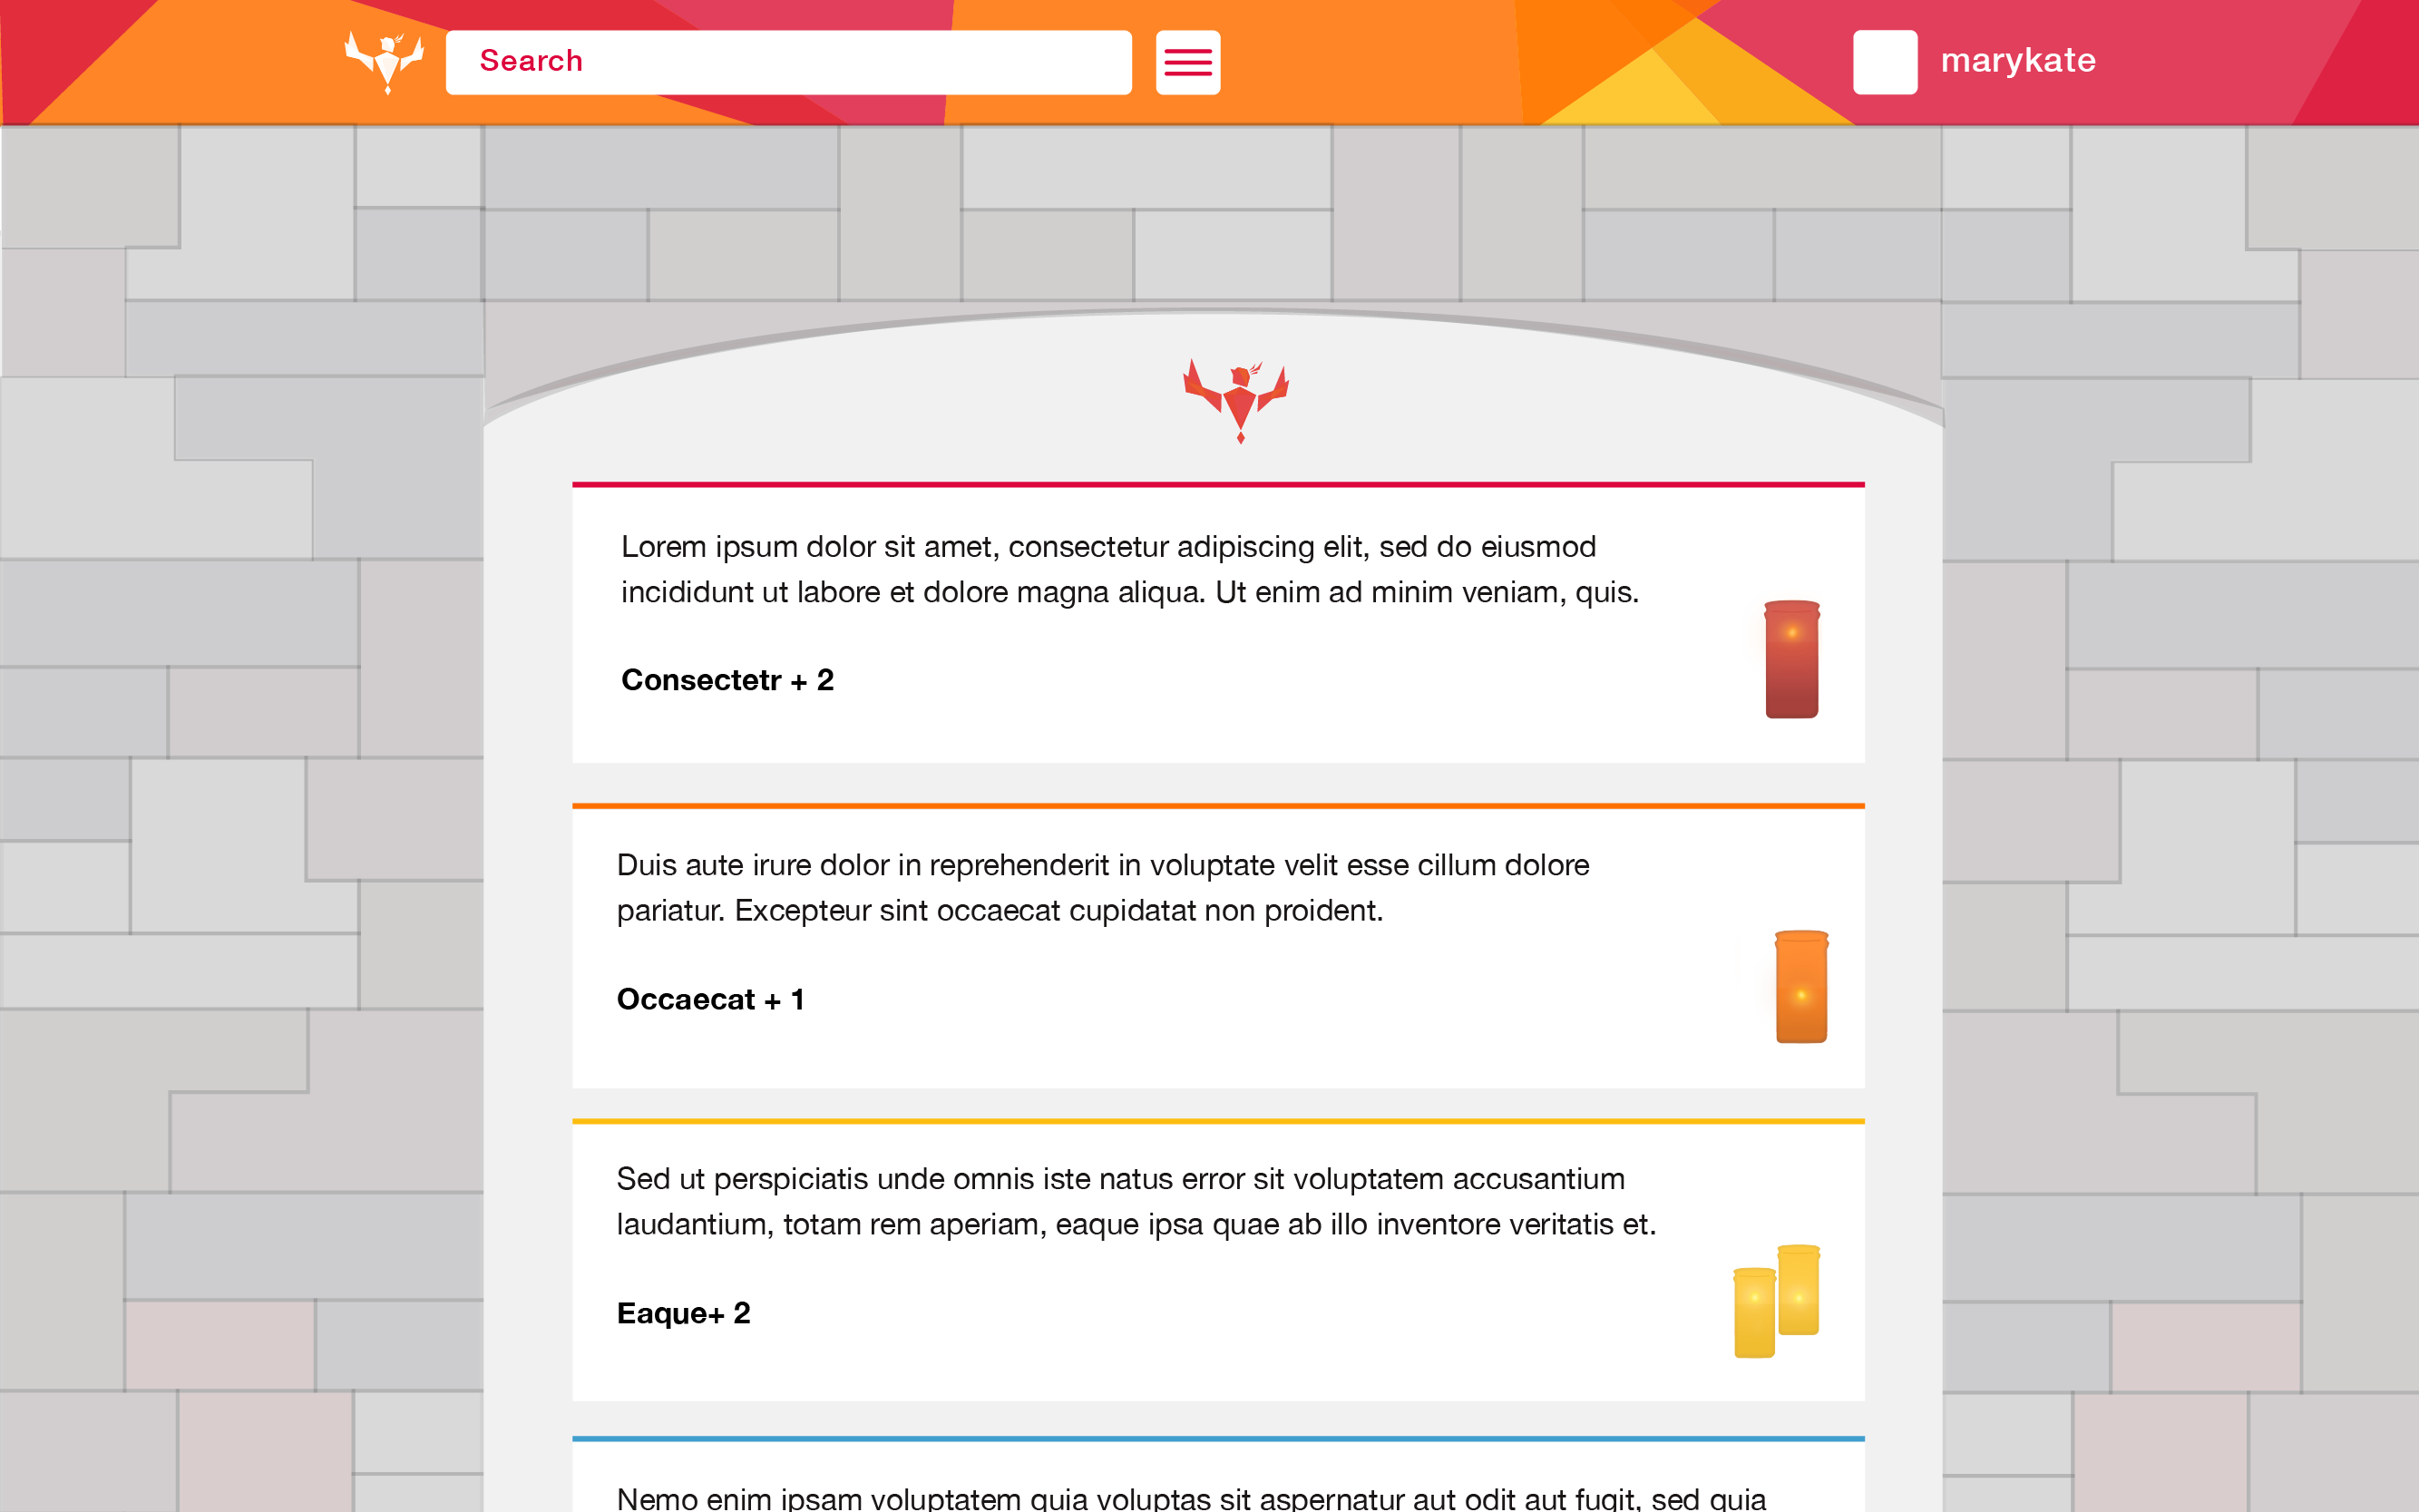 Search
marykate
Lorem ipsum dolor sit amet, consectetur adipiscing elit, sed do eiusmod
incididunt ut labore et dolore magna aliqua. Ut enim ad minim veniam, quis.
Consectetr + 2
Duis aute irure dolor in reprehenderit in voluptate velit esse cillum dolore
pariatur. Excepteur sint occaecat cupidatat non proident.
Occaecat + 1
Sed ut perspiciatis unde omnis iste natus error sit voluptatem accusantium
laudantium, totam rem aperiam, eaque ipsa quae ab illo inventore veritatis et.
Eaque+ 2
Nemo enim ipsam voluptatem quia voluptas sit aspernatur aut odit aut fugit, sed quia